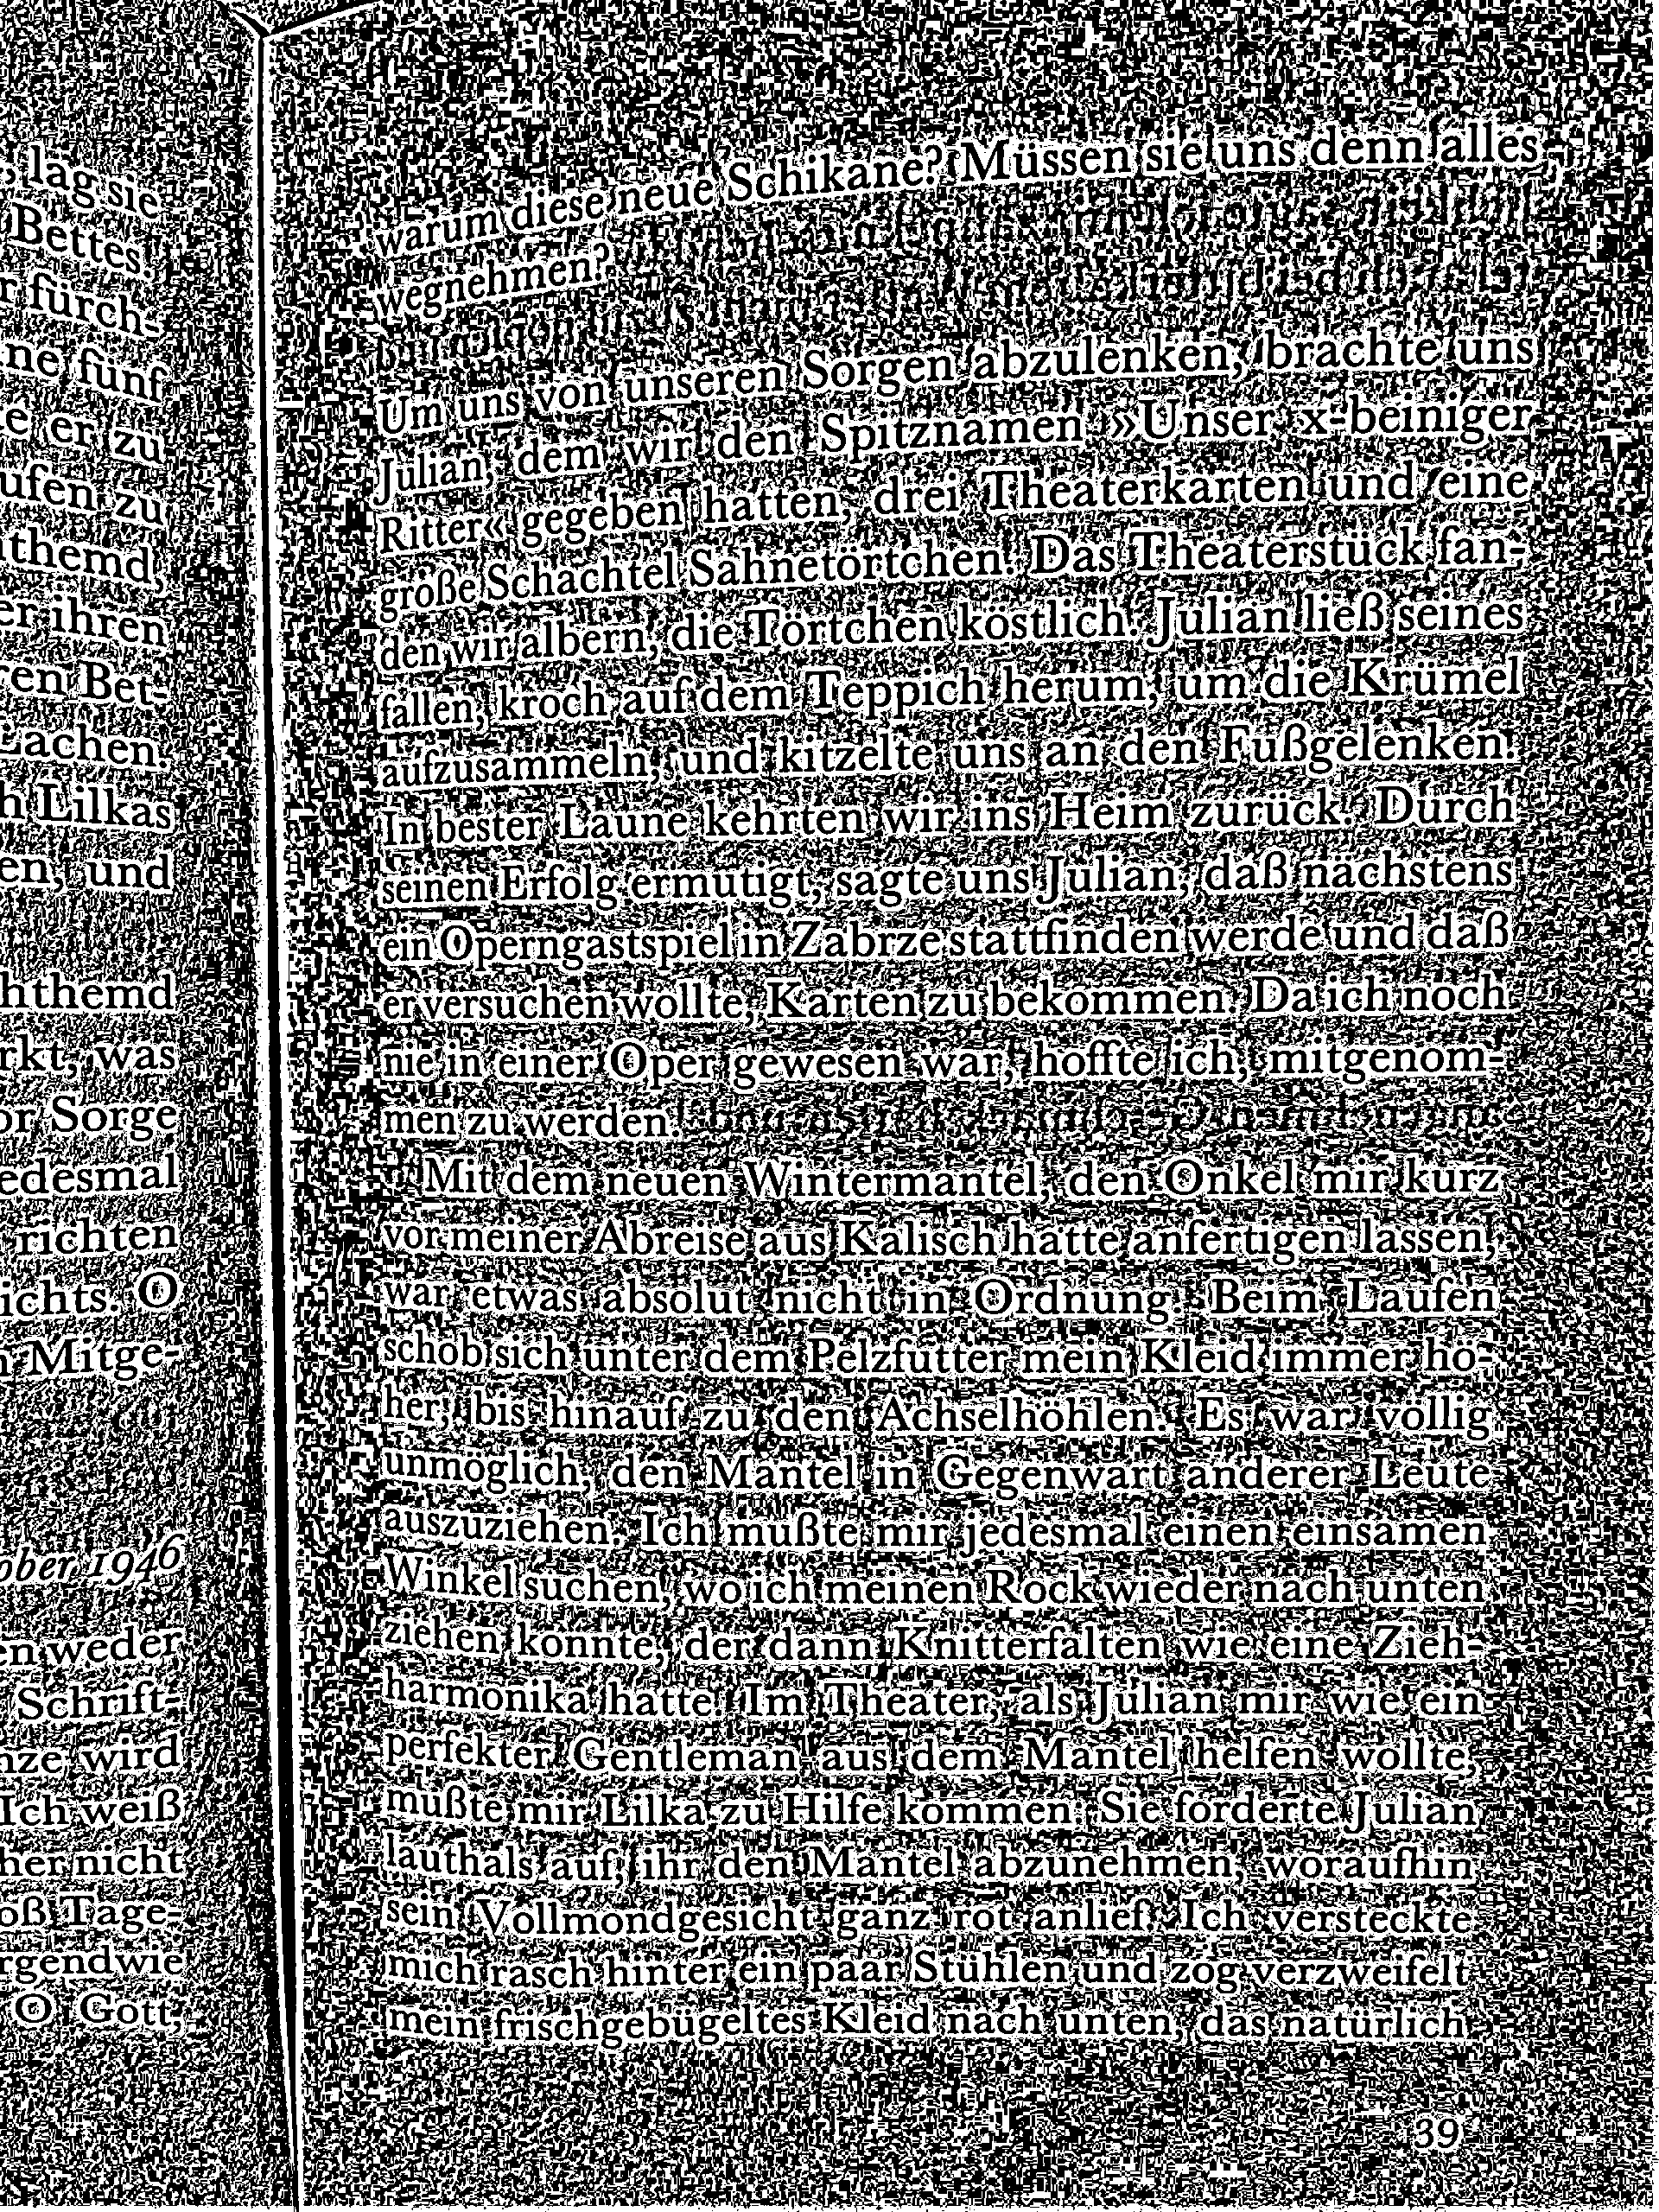 , lag sie
Bettes.
r furch-
ne fünf
te er zu
ufen zu
hthemd,
er ihren
ren Bet-
Lachen.
h Lilkas
en, und
hthemd
rkt, was
or Sorge
edesmal
richten
ichts. O
n Mitge-
ober 1946
en weder
Schrift-
nze wird
Ich weiß
her nicht
oß Tage-
rgendwie
O Gott,
warum diese neue Schikane? Müssen sie uns denn alles
wegnehmen?
Um uns von unseren Sorgen abzulenken, brachte uns
Julian, dem wir den Spitznamen »Unser x-beiniger
Ritter« gegeben hatten, drei Theaterkarten und eine
große Schachtel Sahnetörtchen. Das Theaterstück fan-
den wir albern, die Törtchen köstlich. Julian ließ seines
fallen, kroch auf dem Teppich herum, um die Krümel
aufzusammeln, und kitzelte uns an den Fußgelenken.
In bester Laune kehrten wir ins Heim zurück. Durch
seinen Erfolg ermutigt, sagte uns Julian, daß nächstens
ein Operngastspiel in Zabrze stattfinden werde und daß
er versuchen wollte, Karten zu bekommen. Da ich noch
nie in einer Oper gewesen war, hoffte ich, mitgenom-
men zu werden.
Mit dem neuen Wintermantel, den Onkel mir kurz
vor meiner Abreise aus Kalisch hatte anfertigen lassen,
war etwas absolut nicht in Ordnung. Beim Laufen
schob sich unter dem Pelzfutter mein Kleid immer hö-
her, bis hinauf zu den Achselhöhlen. Es war völlig
unmöglich, den Mantel in Gegenwart anderer Leute
auszuziehen. Ich mußte mir jedesmal einen einsamen
Winkel suchen, wo ich meinen Rock wieder nach unten
ziehen konnte, der dann Knitterfalten wie eine Zieh-
harmonika hatte. Im Theater, als Julian mir wie ein
perfekter Gentleman aus dem Mantel helfen wollte,
mußte mir Lilka zu Hilfe kommen. Sie forderte Julian
lauthals auf, ihr den Mantel abzunehmen, woraufhin
sein Vollmondgesicht ganz rot anlief. Ich versteckte
mich rasch hinter ein paar Stühlen und zog verzweifelt
mein frischgebügeltes Kleid nach unten, das natürlich
39